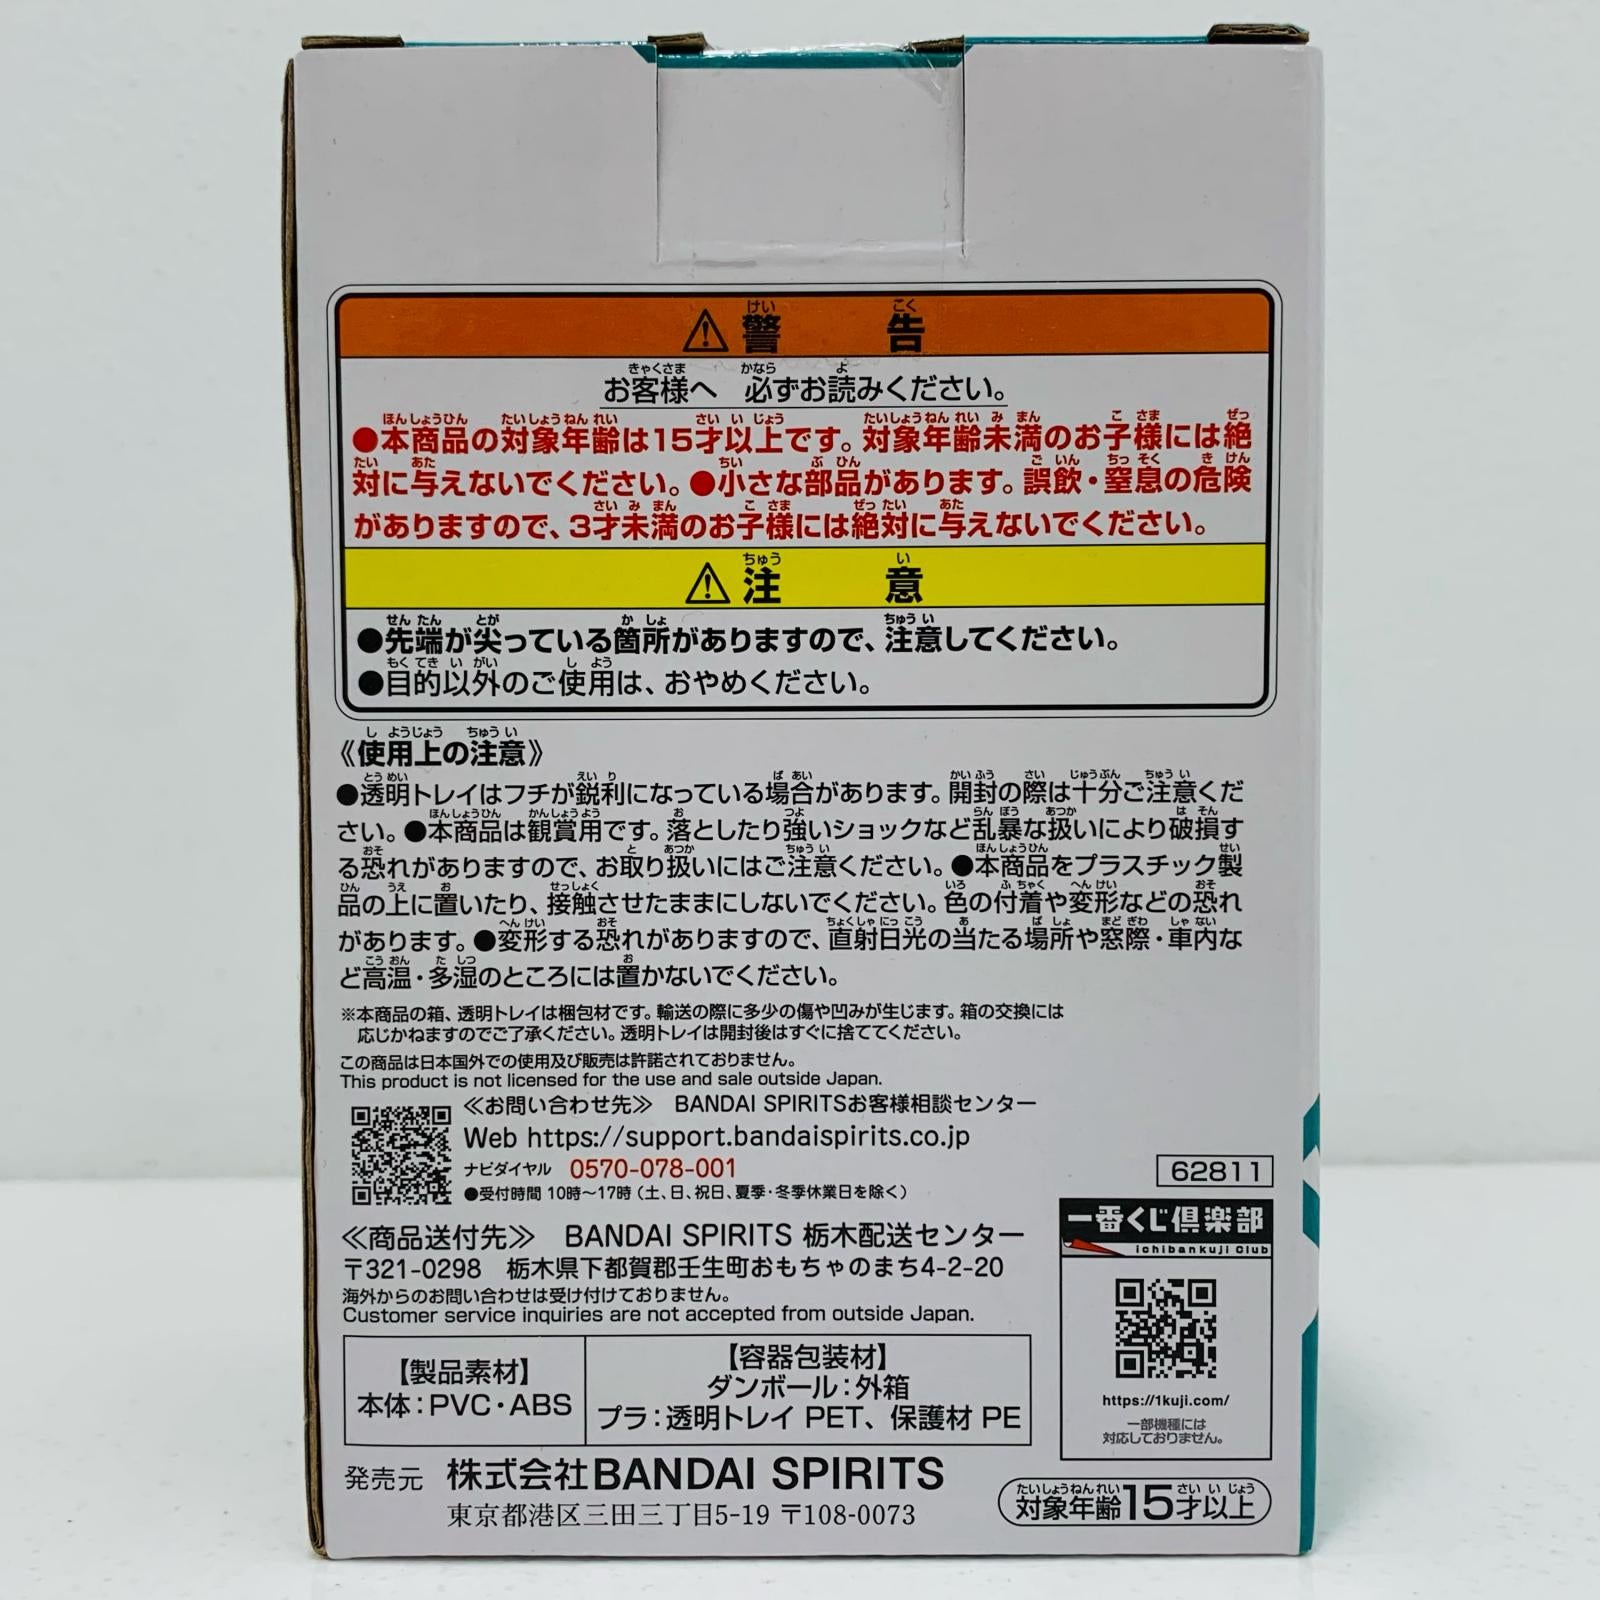 ⚠警告
お客様へ 必ずお読みください。
●本商品の対象年齢は15才以上です。対象年齢未満のお子様には絶
対に与えないでください。●小さな部品があります。誤飲・窒息の危険
がありますので、3才未満のお子様には絶対に与えないでください。
⚠注意
●先端が尖っている箇所がありますので、注意してください。
●目的以外のご使用は、おやめください。
《使用上の注意》
●透明トレイはフチが鋭利になっている場合があります。開封の際は十分ご注意くだ
さい。●本商品は観賞用です。落としたり強いショックなど乱暴な扱いにより破損す
る恐れがありますので、お取り扱いにはご注意ください。●本商品をプラスチック製
品の上に置いたり、接触させたままにしないでください。色の付着や変形などの恐れ
があります。●変形する恐れがありますので、直射日光の当たる場所や窓際・車内な
ど高温・多湿のところには置かないでください。
※本商品の箱、透明トレイは梱包材です。輸送の際に多少の傷や凹みが生じます。箱の交換には
応じかねますのでご了承ください。透明トレイは開封後はすぐに捨ててください。
この商品は日本国外での使用及び販売は許諾されておりません。
This product is not licensed for the use and sale outside Japan.
≪お問い合わせ先≫ BANDAI SPIRITSお客様相談センター
Web https://support.bandaispirits.co.jp
ナビダイヤル 0570-078-001
●受付時間 10時～17時（土、日、祝日、夏季・冬季休業日を除く）
≪商品送付先≫ BANDAI SPIRITS 栃木配送センター
〒321-0298 栃木県下都賀郡壬生町おもちゃのまち4-2-20
海外からのお問い合わせは受け付けておりません。
Customer service inquiries are not accepted from outside Japan.
【製品素材】
本体：PVC・ABS
【容器包装材】
ダンボール：外箱
プラ：透明トレイ PET、保護材 PE
発売元 株式会社BANDAI SPIRITS
東京都港区三田三丁目5-19 〒108-0073
62811
一番くじ倶楽部
ichibankuji Club
https://1kuji.com/
一部機種には
対応しておりません。
対象年齢15才以上